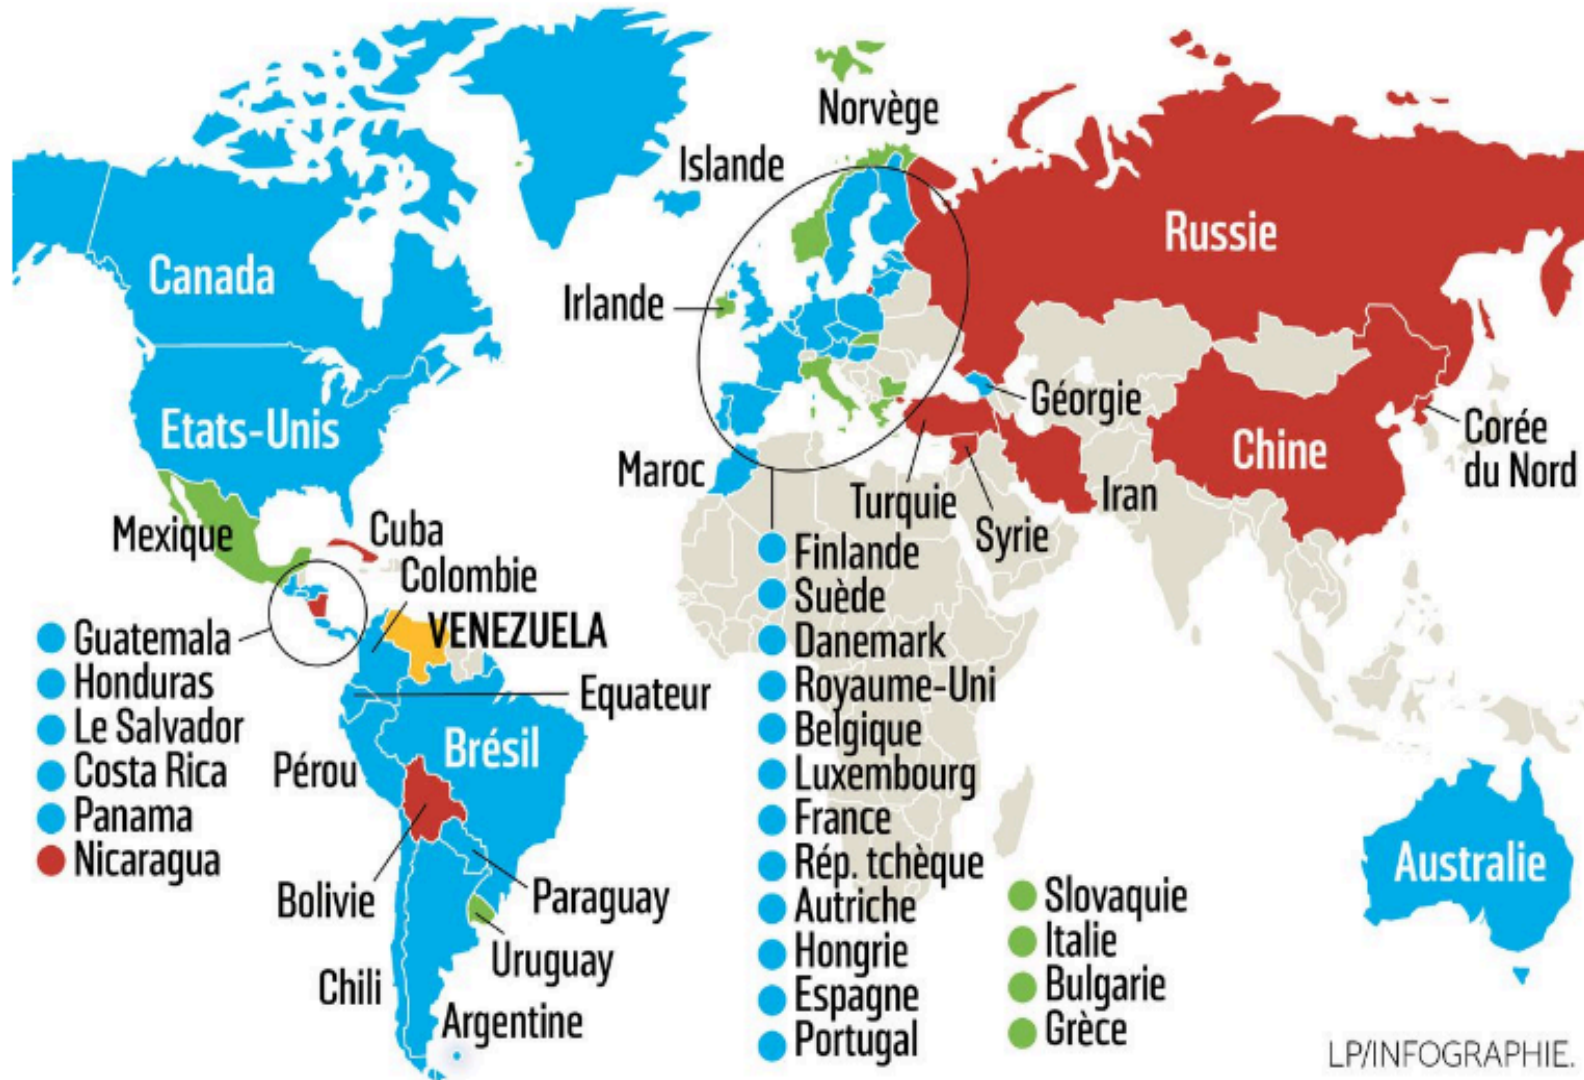 Norvège
Islande
Russie
Canada
Irlande
Géorgie
Etats-Unis
Corée
du Nord
Chine
Maroc
Turquie
Iran
Syrie
Mexique
Cuba
Colombie
VENEZUELA
Guatemala
Honduras
Le Salvador
Costa Rica
Panama
Nicaragua
Equateur
Brésil
Pérou
Bolivie
Paraguay
Uruguay
Chili
Argentine
Finlande
Suède
Danemark
Royaume-Uni
Belgique
Luxembourg
France
Rép. tchèque
Autriche
Hongrie
Espagne
Portugal
Slovaquie
Italie
Bulgarie
Grèce
Australie
LP/INFOGRAPHIE.